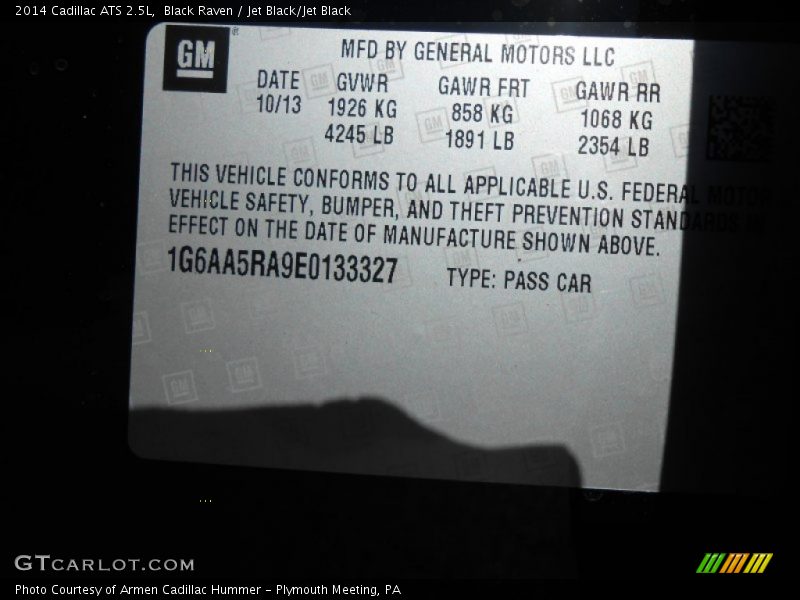 2014 Cadillac ATS 2.5L, Black Raven / Jet Black/Jet Black
GM®
MFD BY GENERAL MOTORS LLC
DATE GVWR GAWR FRT GAWR RR
10/13 1926 KG 858 KG 1068 KG
4245 LB 1891 LB 2354 LB
THIS VEHICLE CONFORMS TO ALL APPLICABLE U.S. FEDERAL MOTOR
VEHICLE SAFETY, BUMPER, AND THEFT PREVENTION STANDARDS IN
EFFECT ON THE DATE OF MANUFACTURE SHOWN ABOVE.
1G6AA5RA9E0133327 TYPE: PASS CAR
GTCARLOT.COM
Photo Courtesy of Armen Cadillac Hummer - Plymouth Meeting, PA